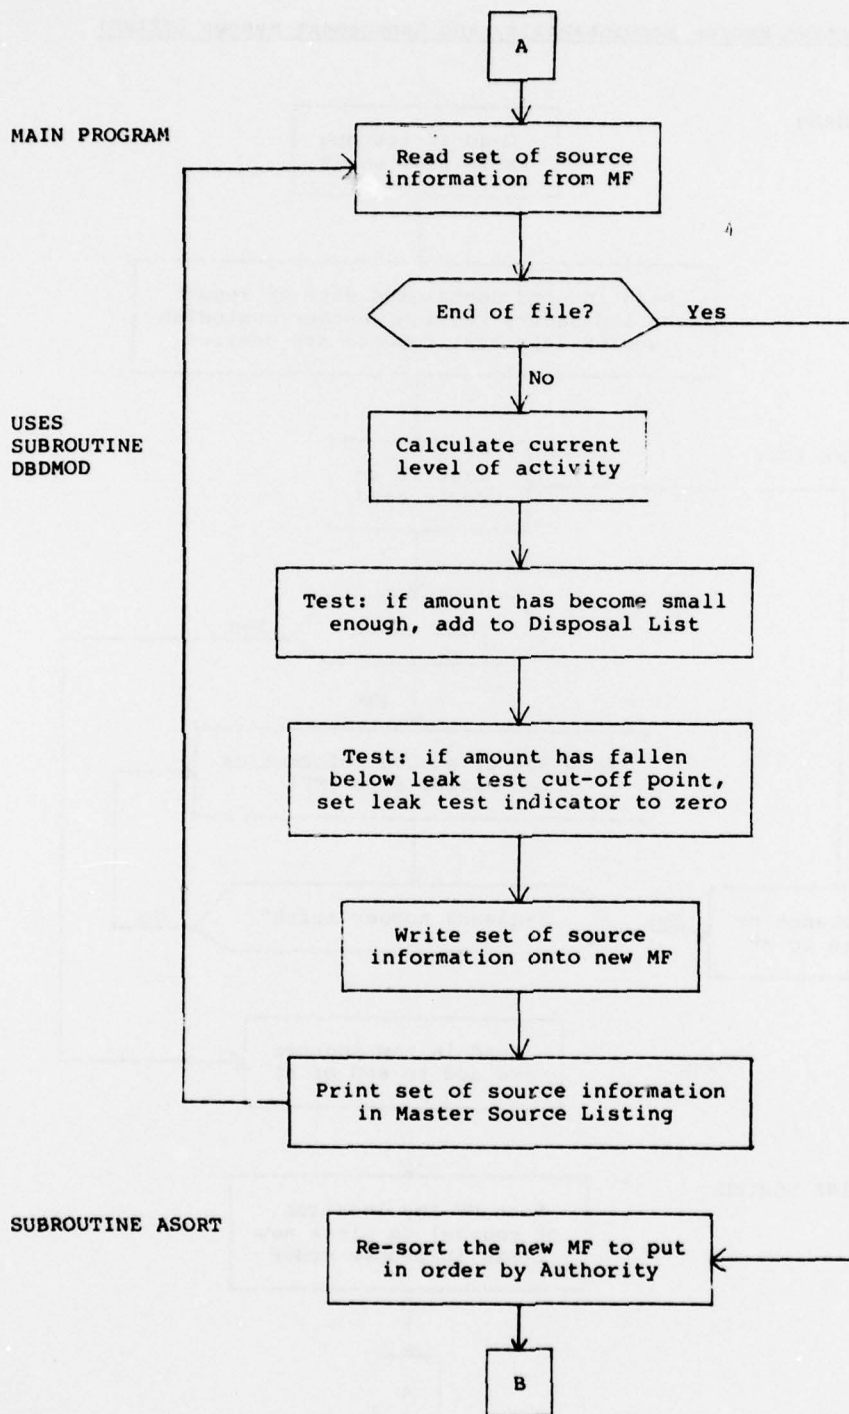 A
MAIN PROGRAM
Read set of source
information from MF
End of file?
Yes
No
USES
SUBROUTINE
DBDMOD
Calculate current
level of activity
Test: if amount has become small
enough, add to Disposal List
Test: if amount has fallen
below leak test cut-off point,
set leak test indicator to zero
Write set of source
information onto new MF
Print set of source information
in Master Source Listing
SUBROUTINE ASORT
Re-sort the new MF to put
in order by Authority
B